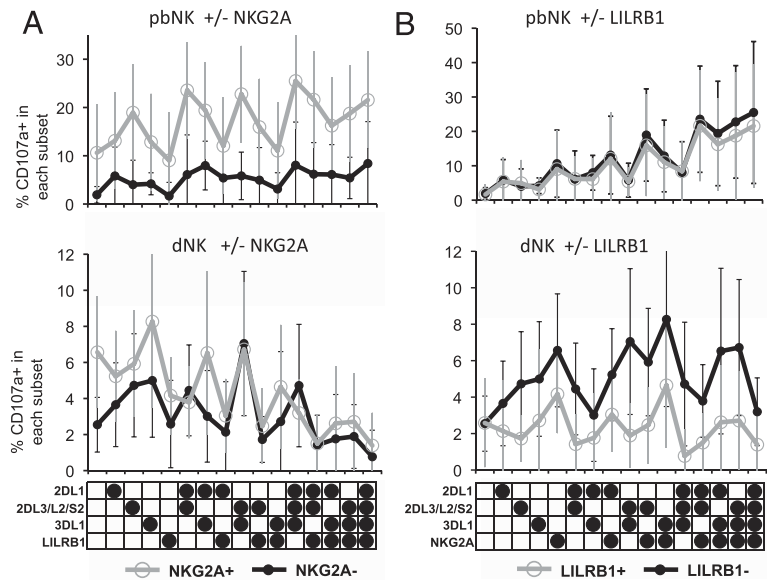 A
pbNK +/- NKG2A
% CD107a+ in
each subset
30
20
10
0
dNK +/- NKG2A
% CD107a+ in
each subset
12
10
8
6
4
2
0
2DL1
2DL3/L2/S2
3DL1
LILRB1
NKG2A+ NKG2A-
B
pbNK +/- LILRB1
50
40
30
20
10
0
dNK +/- LILRB1
12
10
8
6
4
2
0
2DL1
2DL3/L2/S2
3DL1
NKG2A
LILRB1+ LILRB1-